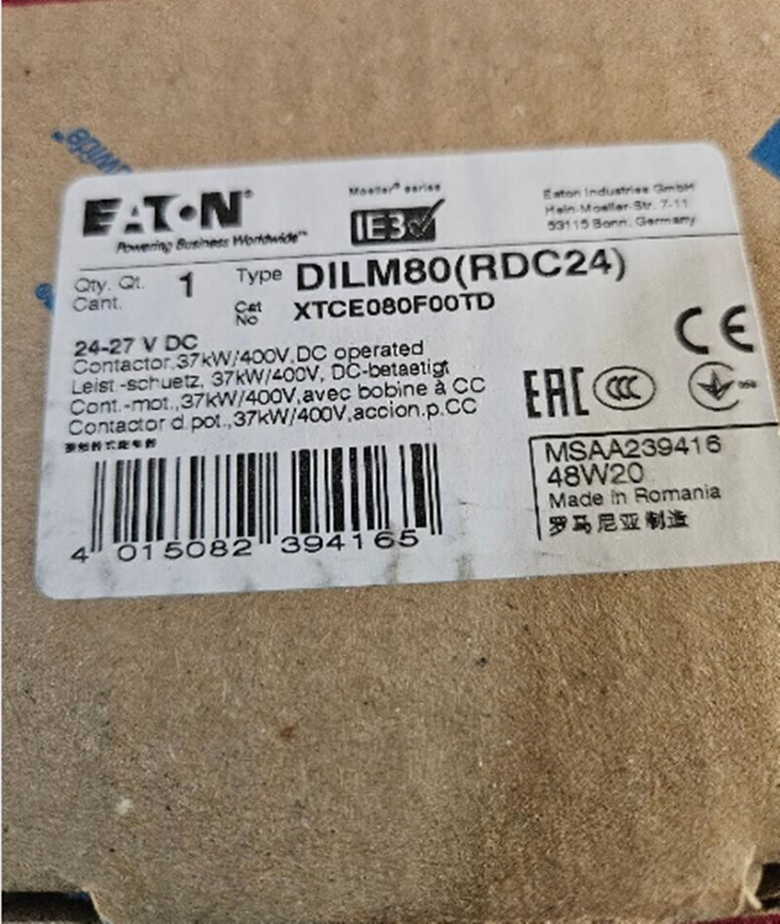 EATON®
Powering Business Worldwide™
Moeller® series
IE3
Eaton Industries GmbH
Hein-Moeller-Str. 7-11
53115 Bonn, Germany
Qty. Qt. 1
Cant.
Type DILM80(RDC24)
Cat No XTCE080F00TD
24-27 V DC
Contactor,37kW/400V,DC operated
Leist.-schuetz, 37kW/400V, DC-betaetigt
Cont.-mot.,37kW/400V,avec bobine à CC
Contactor d.pot.,37kW/400V,accion.p.CC
CE
EAC
CCC
MSAA239416
48W20
Made in Romania
罗马尼亚制造
4 015082 394165